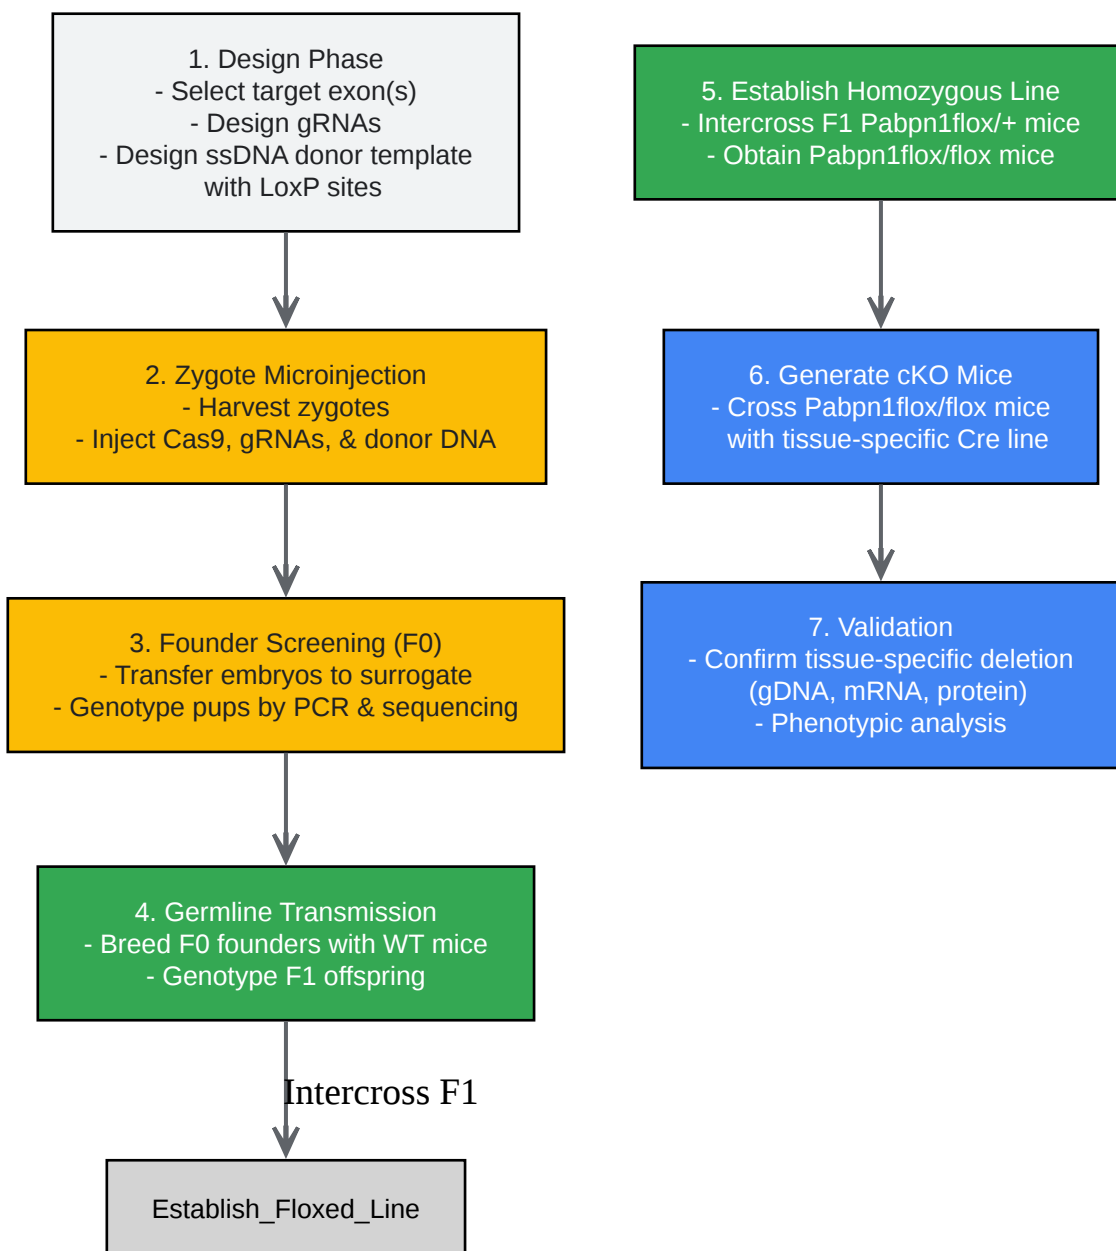 1. Design Phase
- Select target exon(s)
- Design gRNAs
- Design ssDNA donor template
with LoxP sites
2. Zygote Microinjection
- Harvest zygotes
- Inject Cas9, gRNAs, & donor DNA
3. Founder Screening (F0)
- Transfer embryos to surrogate
- Genotype pups by PCR & sequencing
4. Germline Transmission
- Breed F0 founders with WT mice
- Genotype F1 offspring
Intercross F1
Establish_Floxed_Line
5. Establish Homozygous Line
- Intercross F1 Pabpn1flox/+ mice
- Obtain Pabpn1flox/flox mice
6. Generate cKO Mice
- Cross Pabpn1flox/flox mice
with tissue-specific Cre line
7. Validation
- Confirm tissue-specific deletion
(gDNA, mRNA, protein)
- Phenotypic analysis